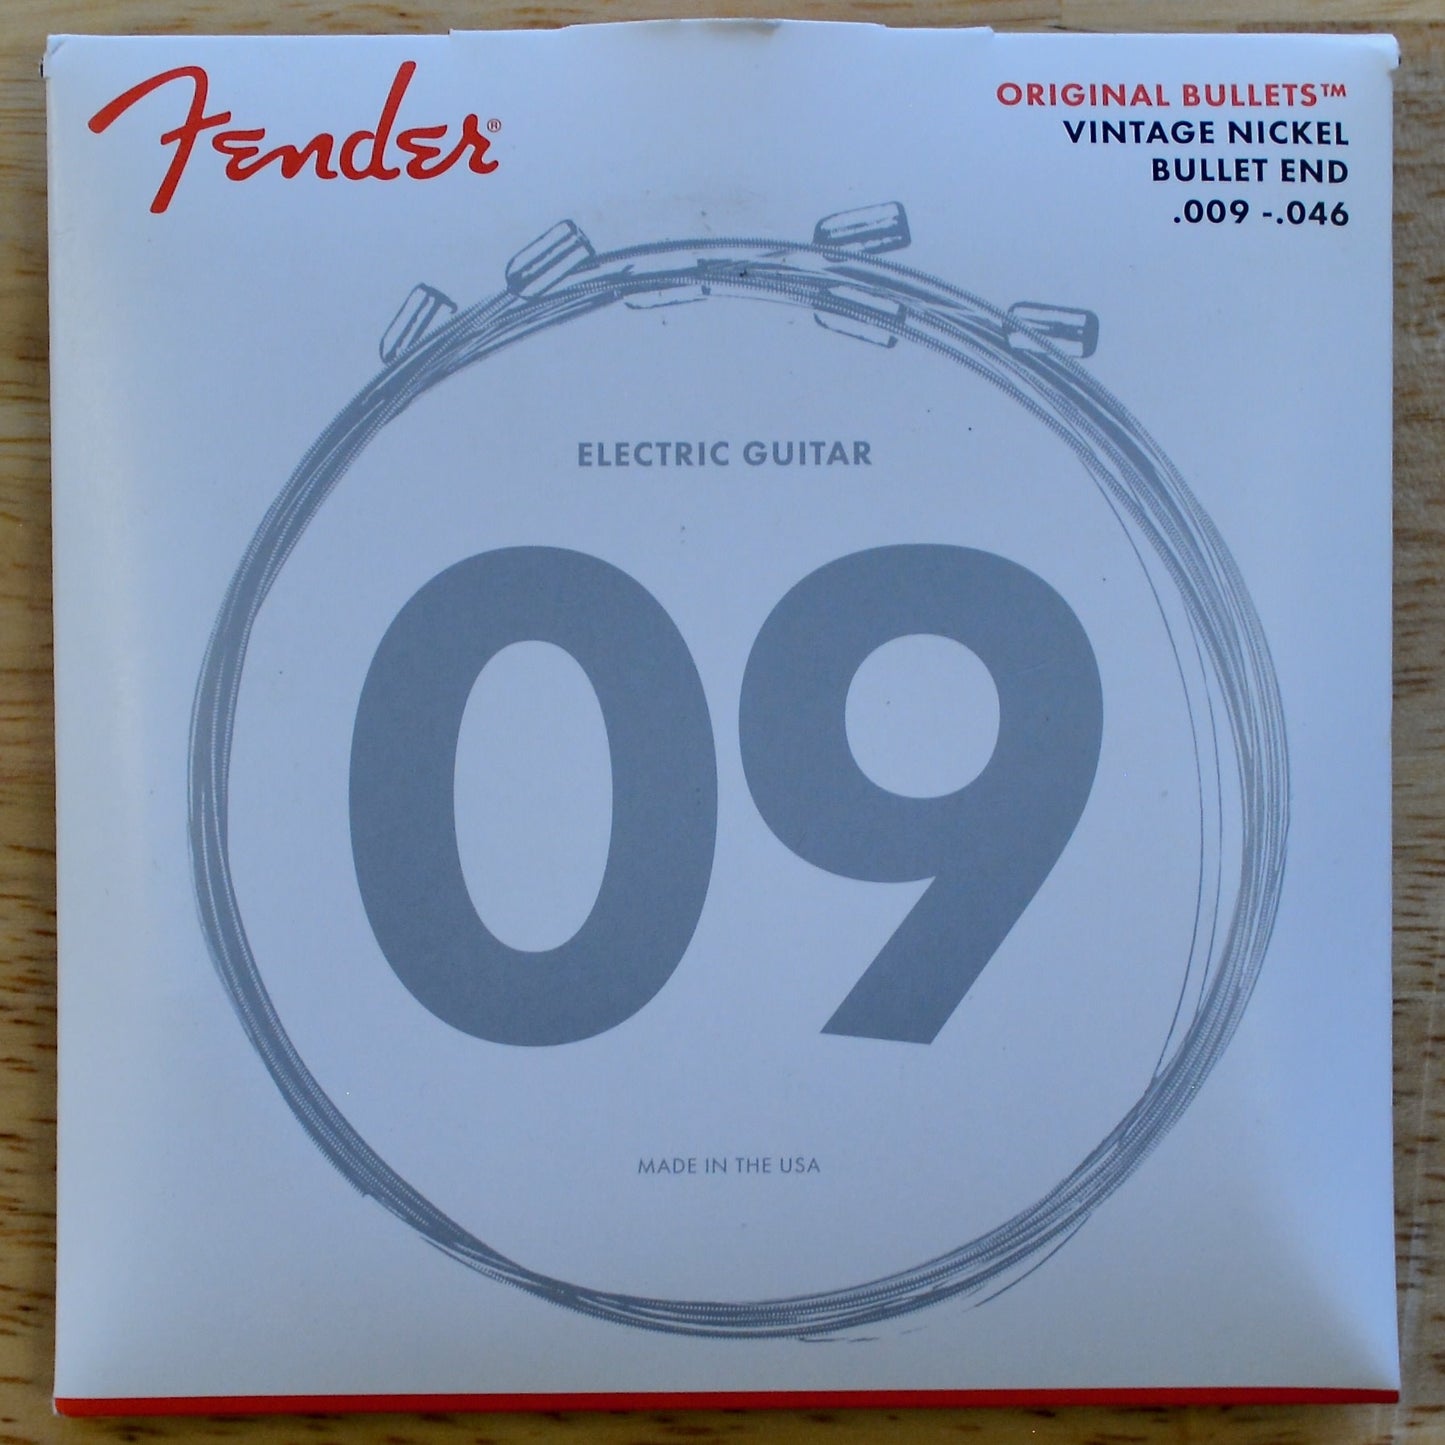 Fender®
ORIGINAL BULLETS™
VINTAGE NICKEL
BULLET END
.009 -.046
ELECTRIC GUITAR
09
MADE IN THE USA